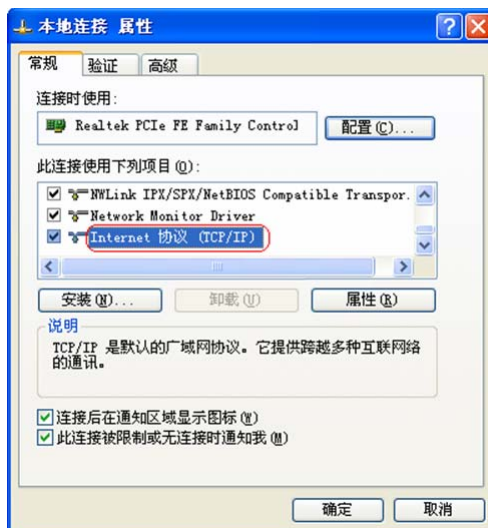 本地连接 属性
常规 验证 高级
连接时使用:
Realtek PCIe FE Family Control
配置(C)...
此连接使用下列项目(O):
NWLink IPX/SPX/NetBIOS Compatible Transpor.
Network Monitor Driver
Internet 协议 (TCP/IP)
安装(N)... 卸载(U) 属性(R)
说明
TCP/IP 是默认的广域网协议。它提供跨越多种互联网络
的通讯。
连接后在通知区域显示图标(W)
此连接被限制或无连接时通知我(M)
确定 取消